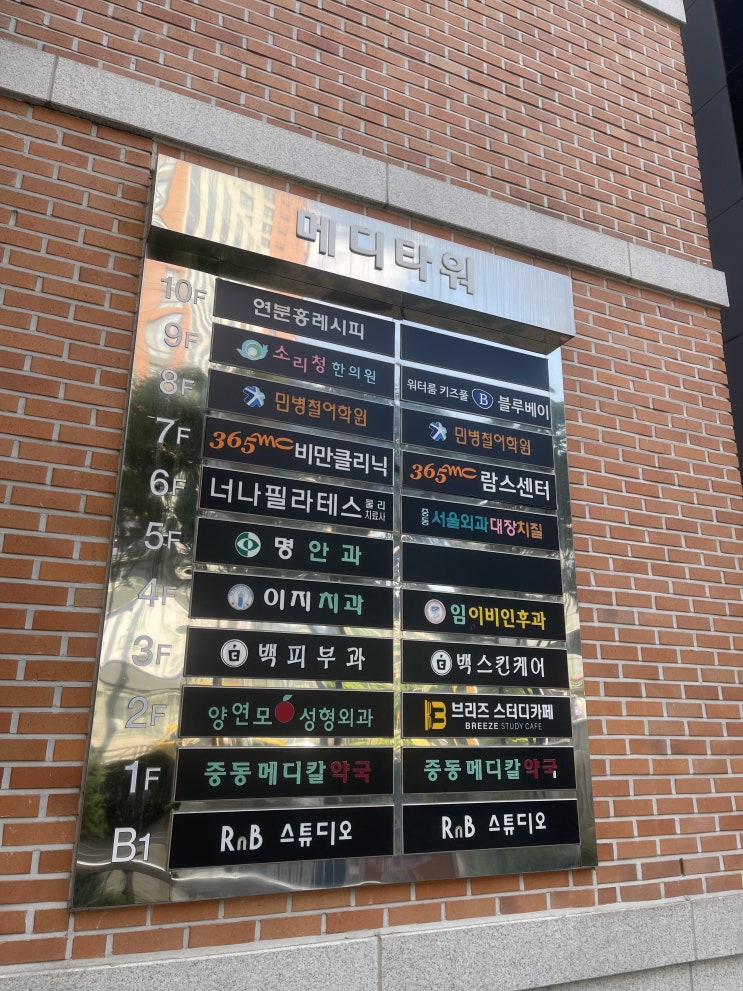 메디타워
10F 연분홍레시피
9F 소리청한의원 워터룸 키즈풀 B 블루베이
8F 민병철어학원 민병철어학원
7F 365mc 비만클리닉 365mc 람스센터
6F 너나필라테스 물리치료사 중동 서울외과대장치질
5F 명안과
4F 이지치과 임이비인후과
3F 백피부과 백스킨케어
2F 양연모성형외과 브리즈 스터디카페 BREEZE STUDY CAFE
1F 중동메디칼약국 중동메디칼약국
B1 RnB 스튜디오 RnB 스튜디오